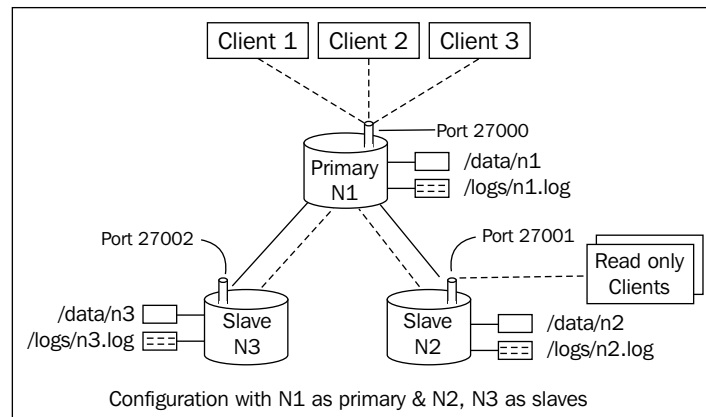 Client 1
Client 2
Client 3
Port 27000
Primary
N1
/data/n1
/logs/n1.log
Port 27002
Port 27001
Read only
Clients
/data/n3
/logs/n3.log
Slave
N3
Slave
N2
/data/n2
/logs/n2.log
Configuration with N1 as primary & N2, N3 as slaves